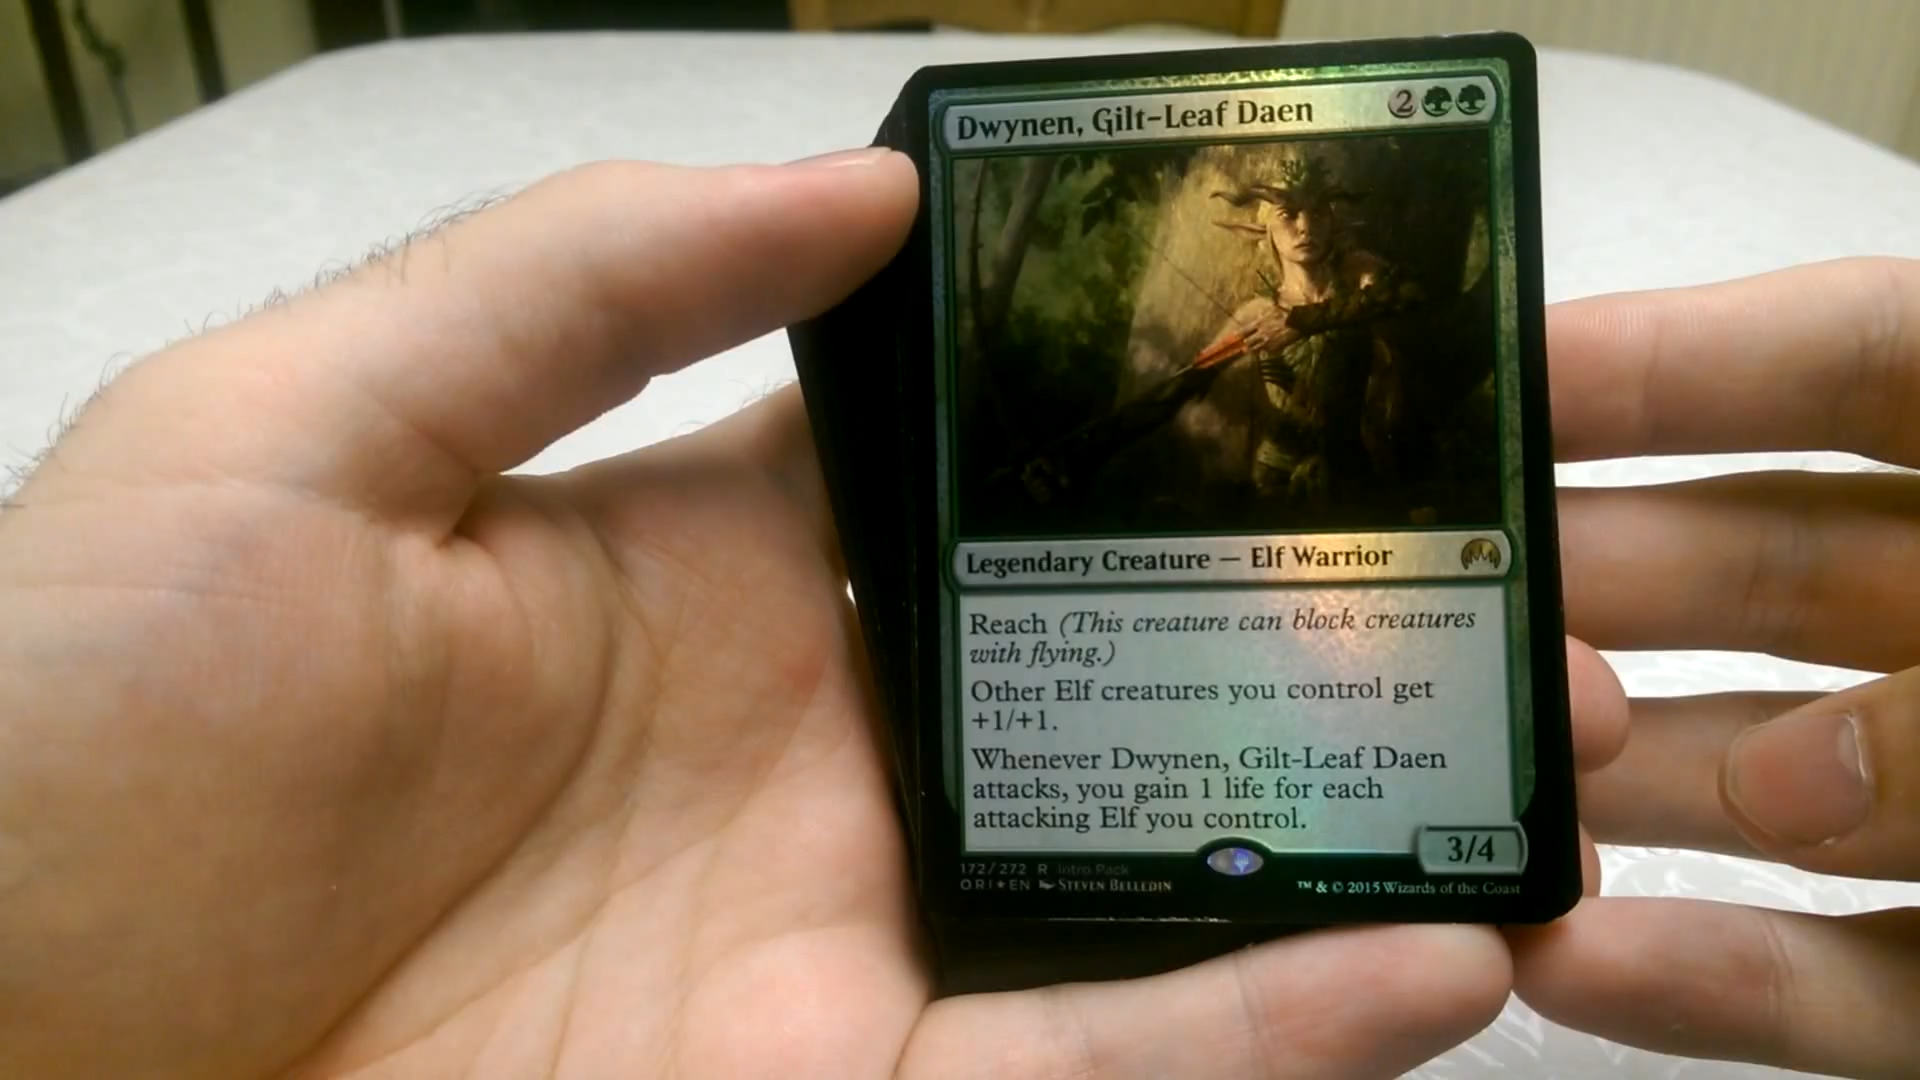 Dwynen, Gilt-Leaf Daen 2
Legendary Creature — Elf Warrior
Reach (This creature can block creatures
with flying.)
Other Elf creatures you control get
+1/+1.
Whenever Dwynen, Gilt-Leaf Daen
attacks, you gain 1 life for each
attacking Elf you control.
3/4
172/272 R Intro Pack
ORI★EN Steven Belledin
™ & © 2015 Wizards of the Coast